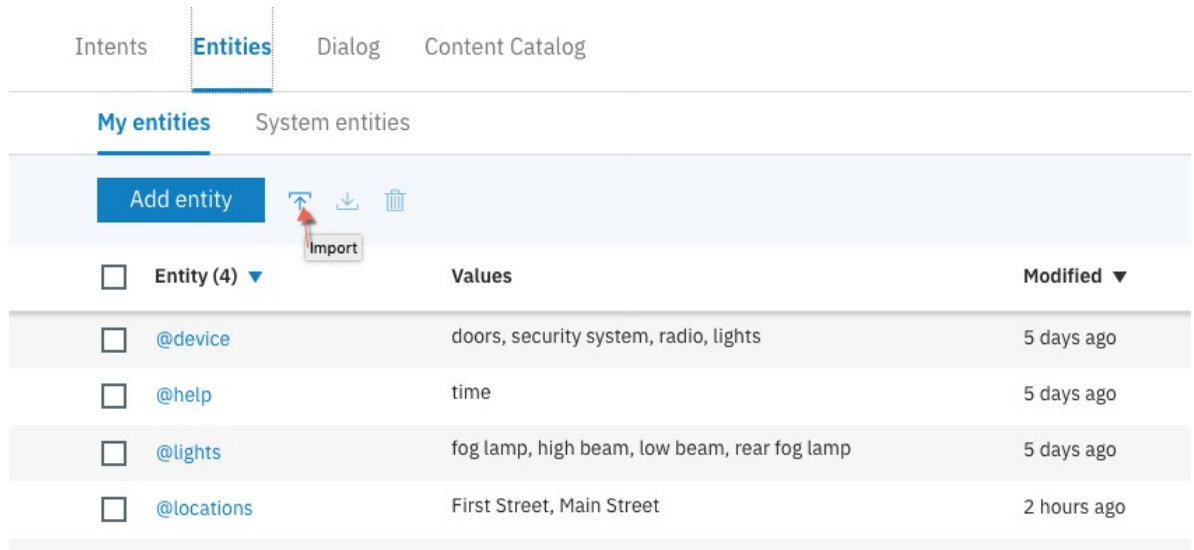 Intents Entities Dialog Content Catalog
My entities System entities
Add entity
Import
Entity (4) ▼ Values Modified ▼
@device doors, security system, radio, lights 5 days ago
@help time 5 days ago
@lights fog lamp, high beam, low beam, rear fog lamp 5 days ago
@locations First Street, Main Street 2 hours ago